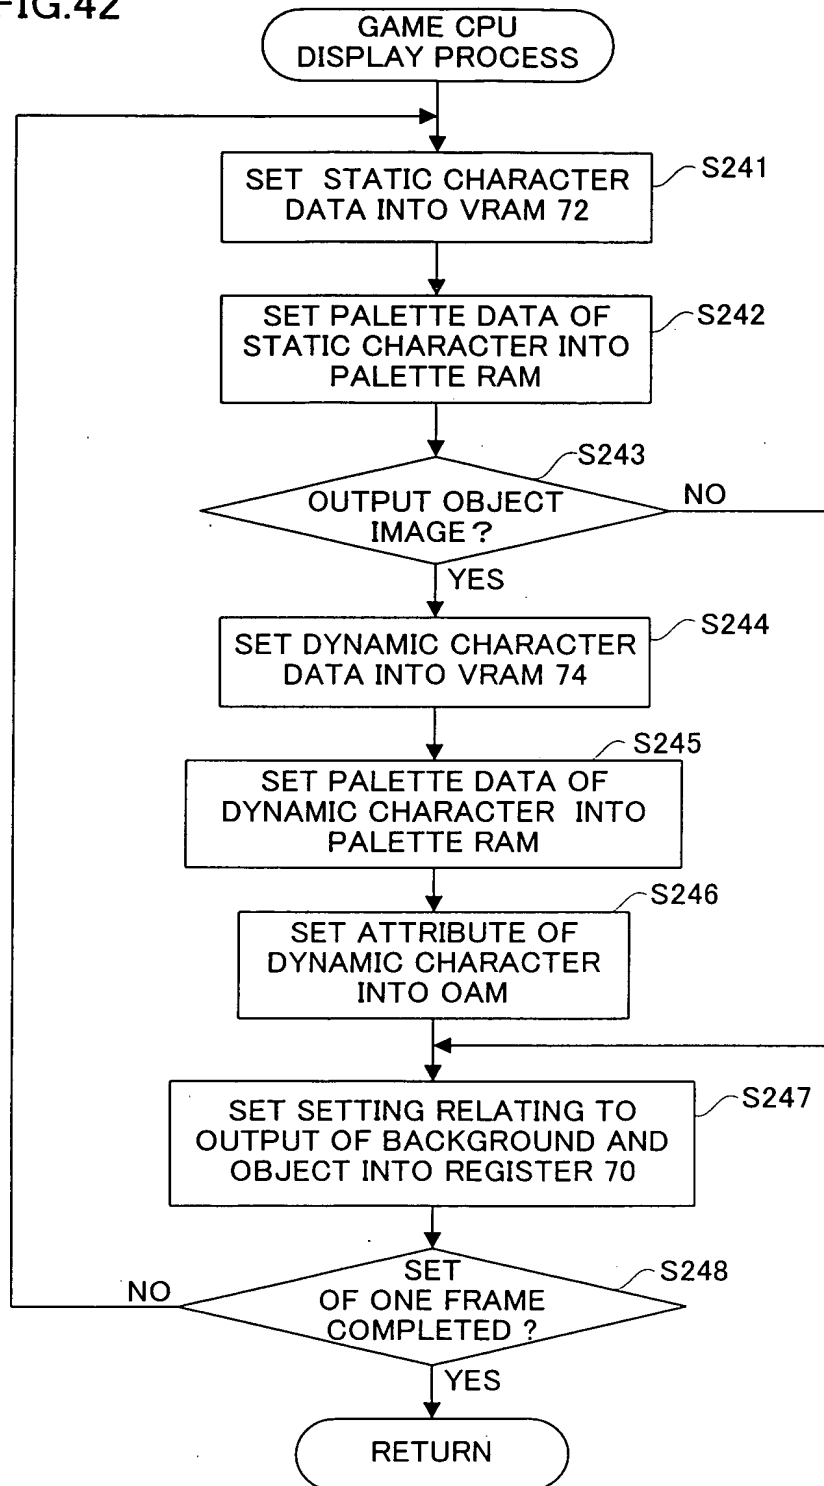 FIG.42
GAME CPU
DISPLAY PROCESS
SET STATIC CHARACTER
DATA INTO VRAM 72
S241
SET PALETTE DATA OF
STATIC CHARACTER INTO
PALETTE RAM
S242
S243
OUTPUT OBJECT
IMAGE?
NO
YES
SET DYNAMIC CHARACTER
DATA INTO VRAM 74
S244
S245
SET PALETTE DATA OF
DYNAMIC CHARACTER INTO
PALETTE RAM
S246
SET ATTRIBUTE OF
DYNAMIC CHARACTER
INTO OAM
SET SETTING RELATING TO
OUTPUT OF BACKGROUND AND
OBJECT INTO REGISTER 70
S247
S248
SET
OF ONE FRAME
COMPLETED ?
NO
YES
RETURN